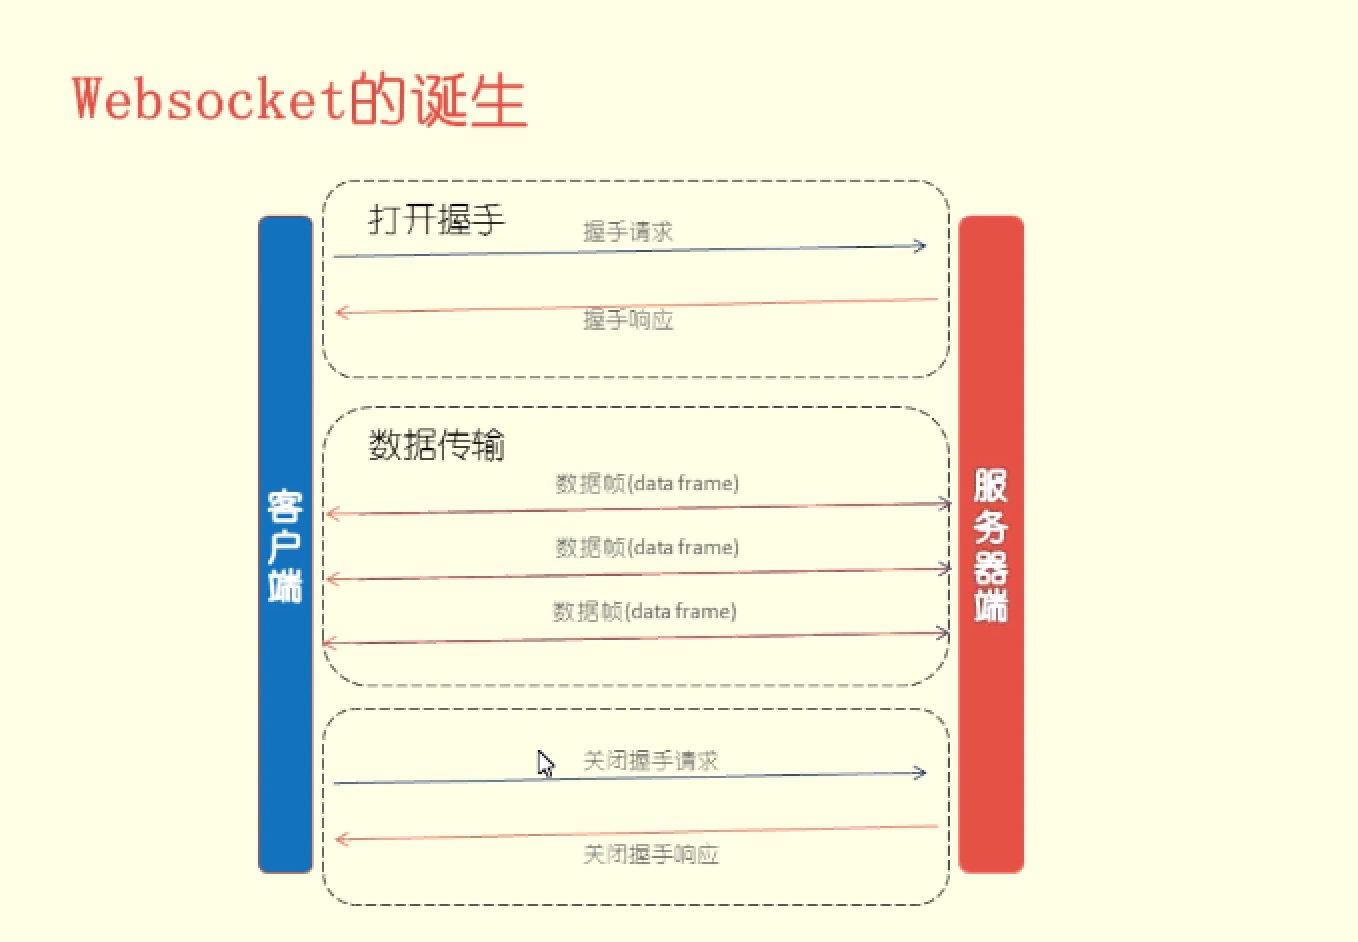 Websocket的诞生
打开握手
握手请求
握手响应
数据传输
数据帧(data frame)
数据帧(data frame)
数据帧(data frame)
客户端
服务器端
关闭握手请求
关闭握手响应